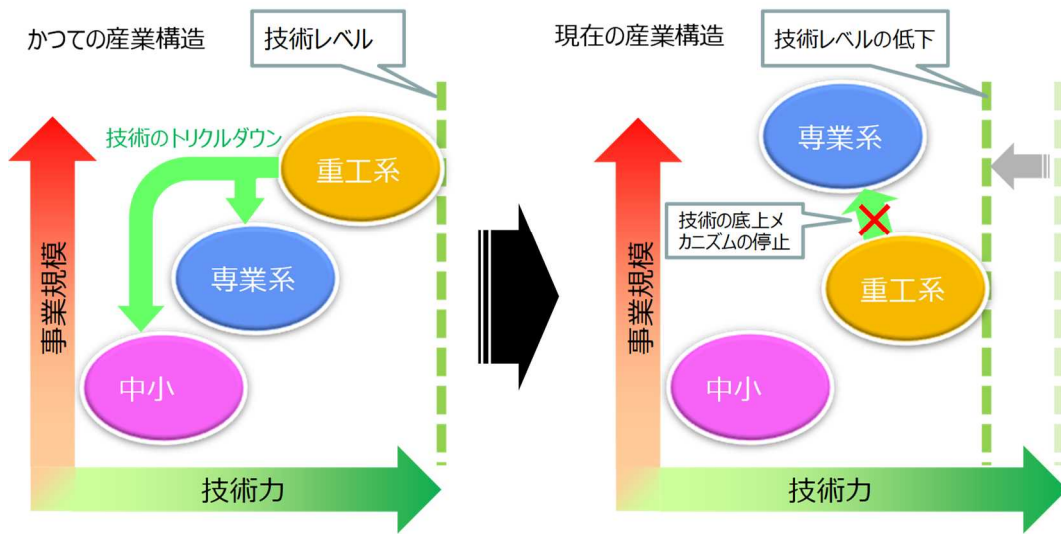 かつての産業構造
技術レベル
技術のトリクルダウン
重工系
専業系
中小
事業規模
技術力
現在の産業構造
技術レベルの低下
専業系
技術の底上メ
カニズムの停止
重工系
中小
事業規模
技術力